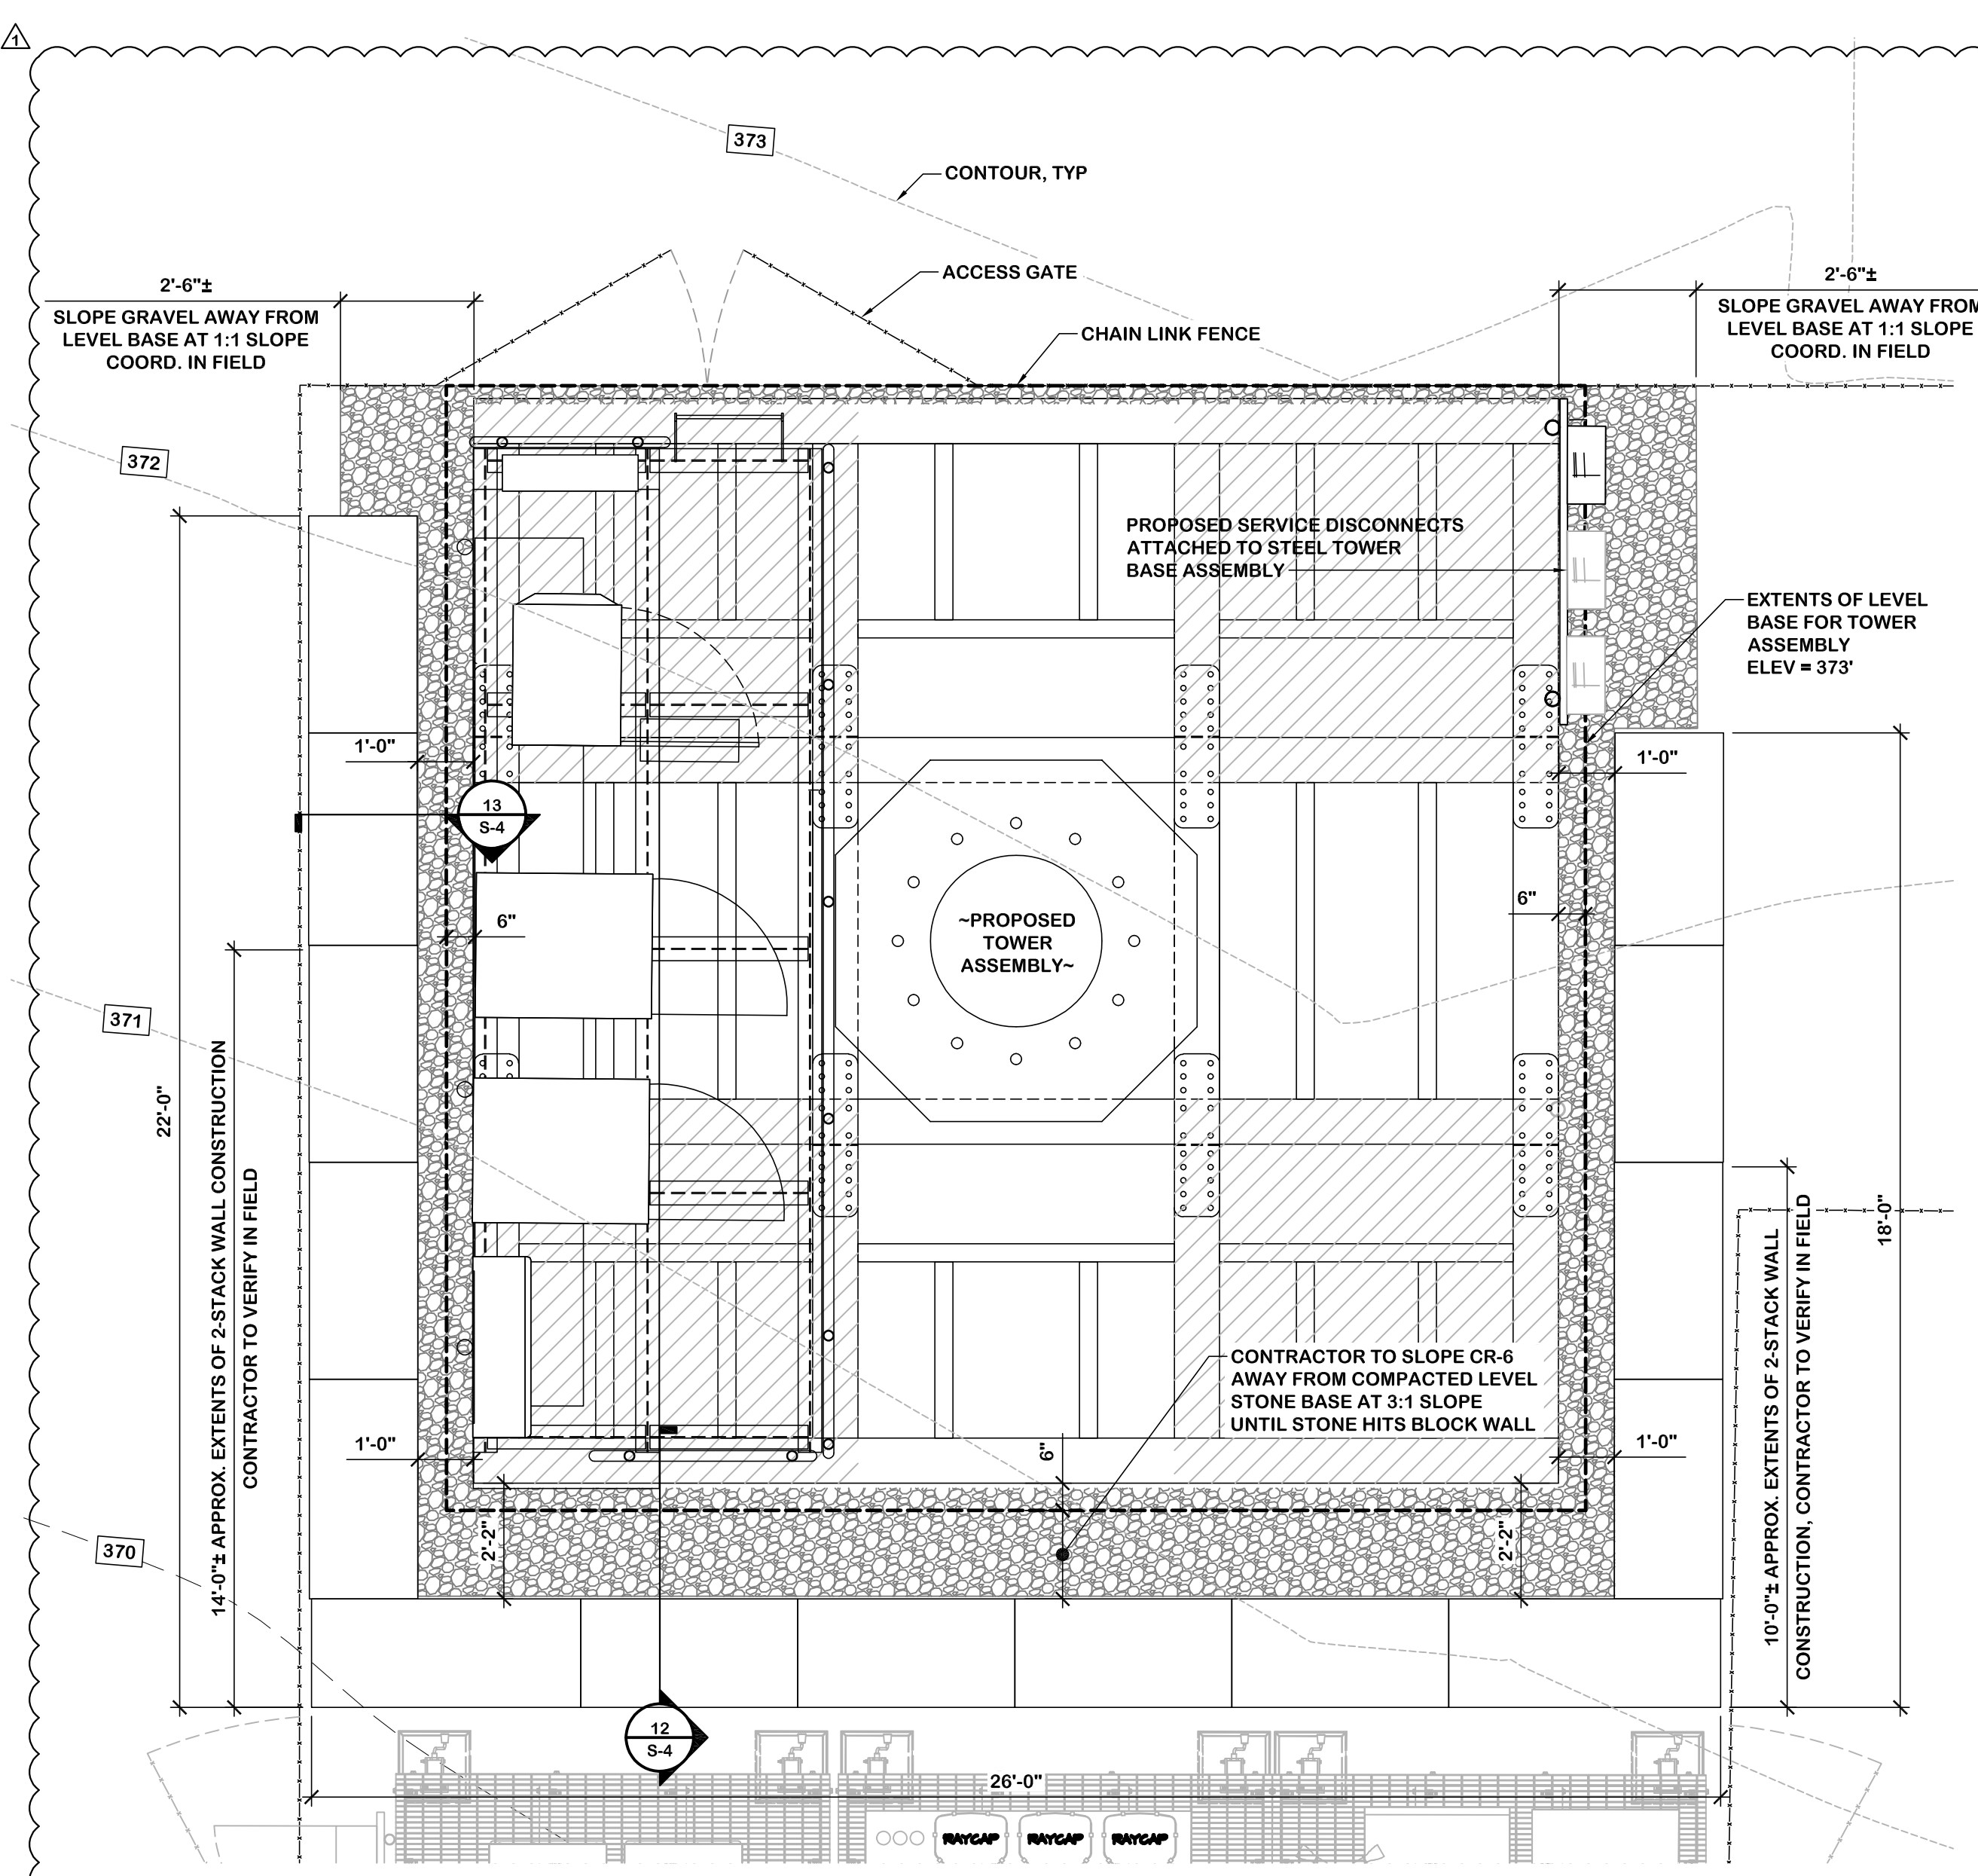 1
373
CONTOUR, TYP
ACCESS GATE
CHAIN LINK FENCE
2'-6"±
SLOPE GRAVEL AWAY FROM
LEVEL BASE AT 1:1 SLOPE
COORD. IN FIELD
2'-6"±
SLOPE GRAVEL AWAY FROM
LEVEL BASE AT 1:1 SLOPE
COORD. IN FIELD
372
PROPOSED SERVICE DISCONNECTS
ATTACHED TO STEEL TOWER
BASE ASSEMBLY
EXTENTS OF LEVEL
BASE FOR TOWER
ASSEMBLY
ELEV = 373'
1'-0"
1'-0"
13
S-4
6"
6"
~PROPOSED
TOWER
ASSEMBLY~
371
22'-0"
14'-0"± APPROX. EXTENTS OF 2-STACK WALL CONSTRUCTION
CONTRACTOR TO VERIFY IN FIELD
18'-0"
10'-0"± APPROX. EXTENTS OF 2-STACK WALL
CONSTRUCTION, CONTRACTOR TO VERIFY IN FIELD
CONTRACTOR TO SLOPE CR-6
AWAY FROM COMPACTED LEVEL
STONE BASE AT 3:1 SLOPE
UNTIL STONE HITS BLOCK WALL
1'-0"
6"
1'-0"
370
2'-2"
2'-2"
12
S-4
26'-0"
RAYCAP
RAYCAP
RAYCAP